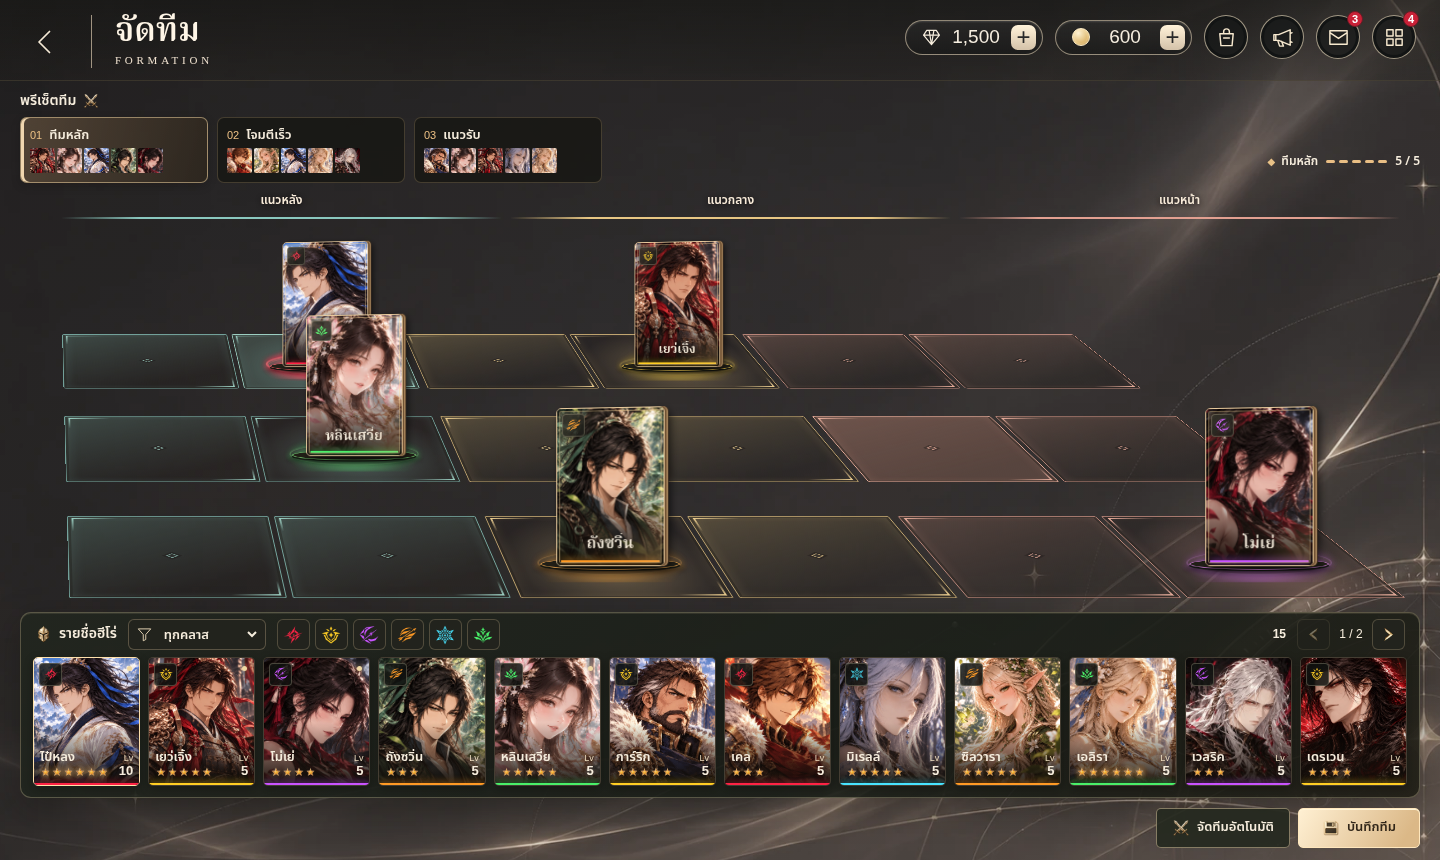 จัดทีม
FORMATION
1,500
600
3
4
พรีเซ็ตทีม
01 ทีมหลัก
02 โจมตีเร็ว
03 แนวรับ
ทีมหลัก 5 / 5
แนวหลัง
แนวกลาง
แนวหน้า
เยว่เจิ้ง
หลินเสวี่ย
ถังซวิ่น
โม่เย่
รายชื่อฮีโร่
ทุกคลาส
15
1 / 2
ไป๋หลง Lv 10
เยว่เจิ้ง Lv 5
โม่เย่ Lv 5
ถังซวิ่น Lv 5
หลินเสวี่ย Lv 5
การ์ริก Lv 5
เคล Lv 5
มิเรลล์ Lv 5
ซิลวารา Lv 5
เอลิรา Lv 5
เวลริค Lv 5
เดรเวน Lv 5
จัดทีมอัตโนมัติ
บันทึกทีม